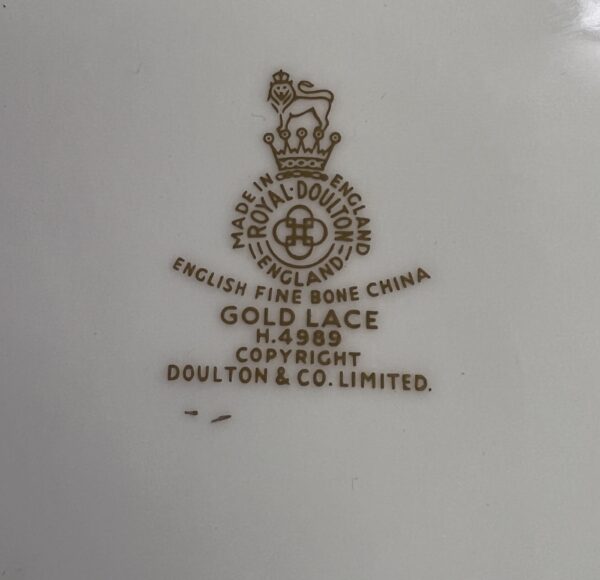 MADE IN ENGLAND
ROYAL·DOULTON
ENGLAND
ENGLISH FINE BONE CHINA
GOLD LACE
H.4989
COPYRIGHT
DOULTON & CO. LIMITED.